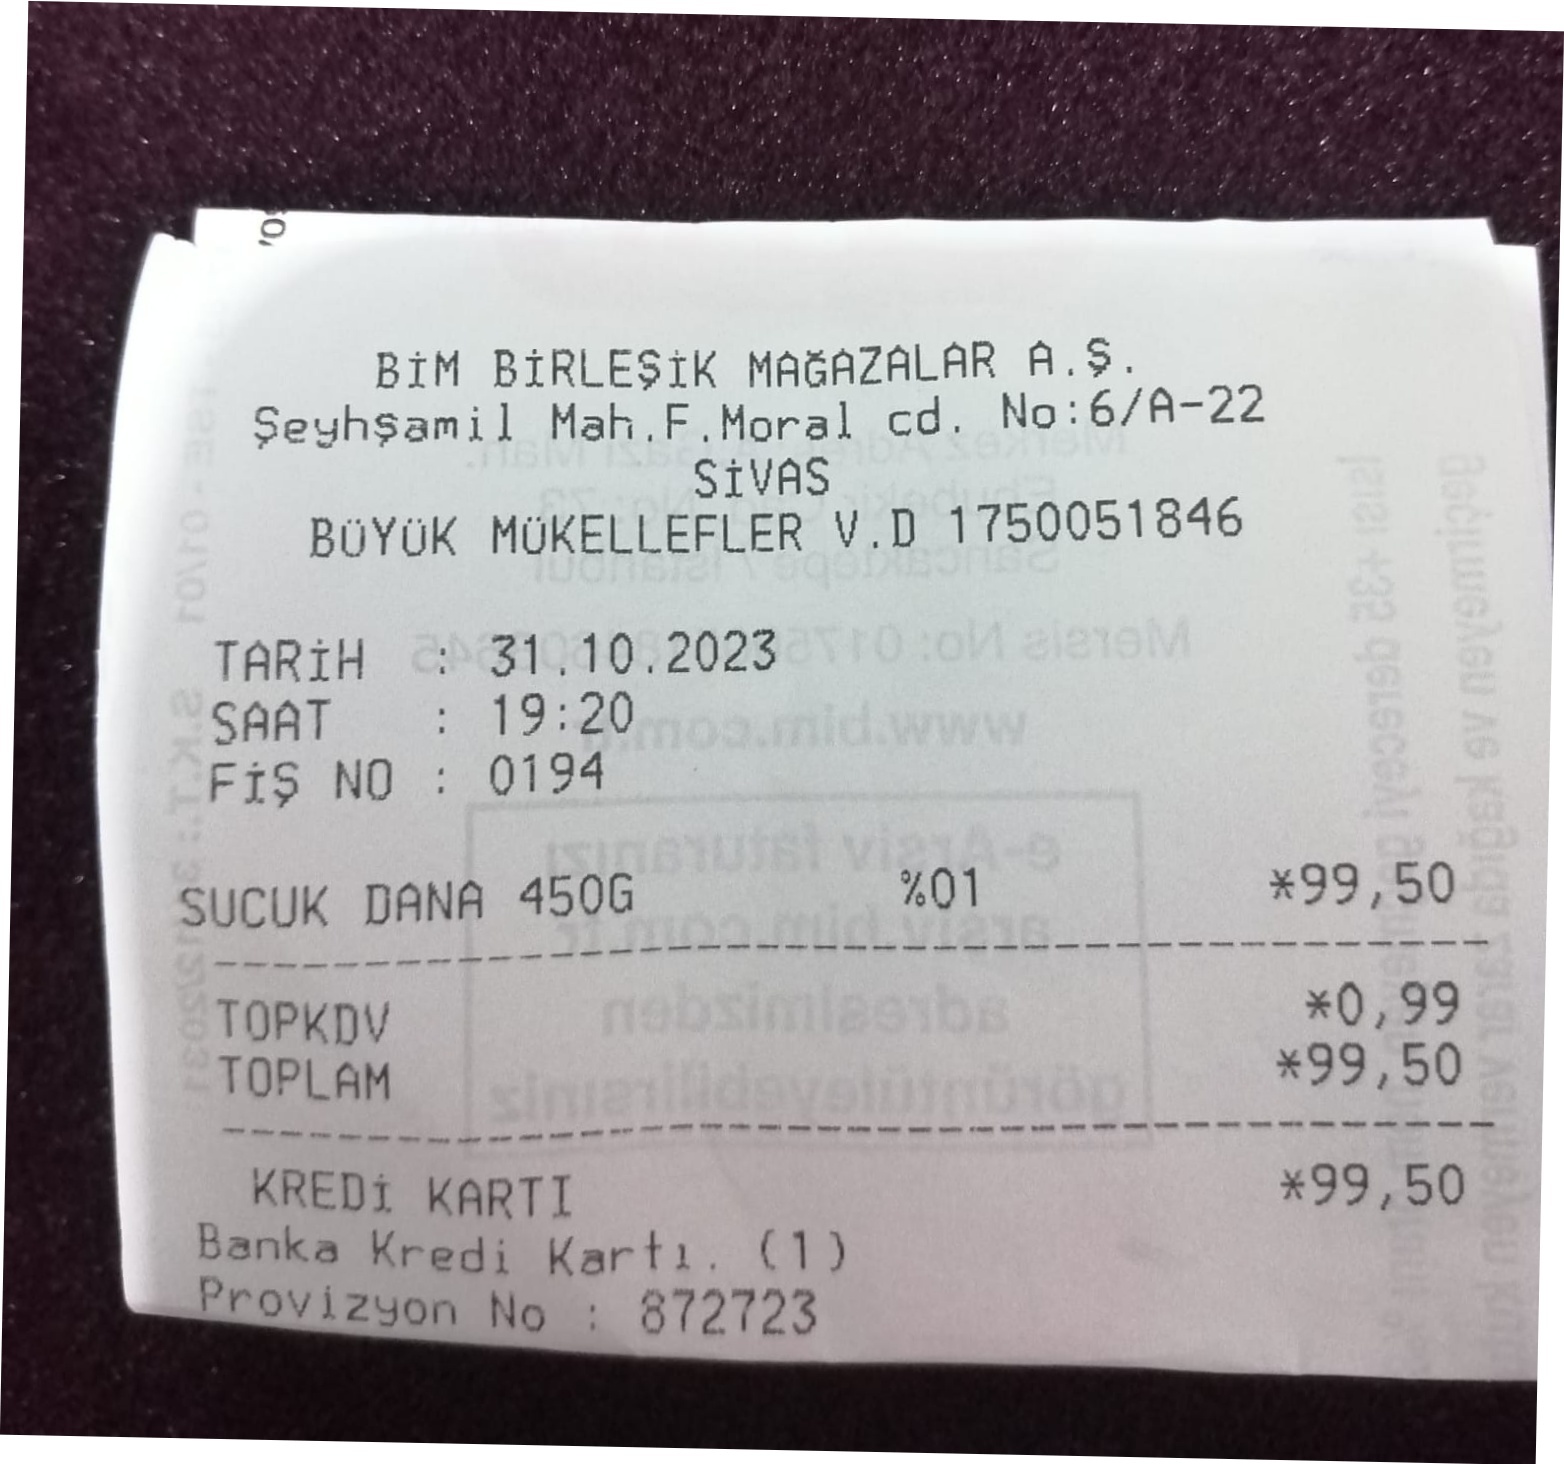 BİM BİRLEŞİK MAĞAZALAR A.Ş.
ŞeyhŞamil Mah.F.Moral cd. No:6/A-22
SİVAS
BÜYÜK MÜKELLEFLER V.D 1750051846
TARİH : 31.10.2023
SAAT : 19:20
FİŞ NO : 0194
SUCUK DANA 450G %01 *99,50
TOPKDV *0,99
TOPLAM *99,50
KREDİ KARTI *99,50
Banka Kredi Kartı. (1)
Provizyon No : 872723